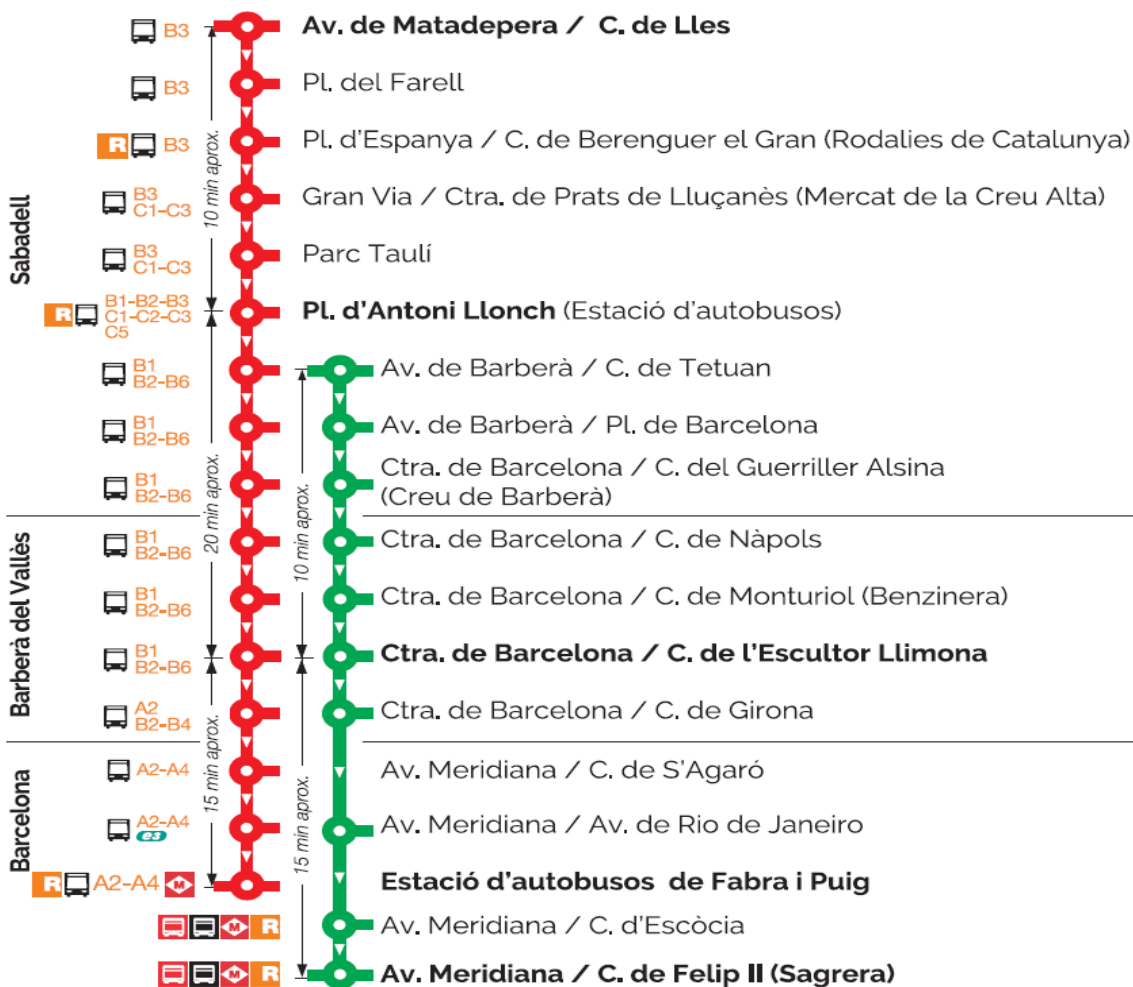 B3
Av. de Matadepera / C. de Lles
B3
Pl. del Farell
R B3
Pl. d'Espanya / C. de Berenguer el Gran (Rodalies de Catalunya)
B3
C1-C3
Gran Via / Ctra. de Prats de Lluçanès (Mercat de la Creu Alta)
B3
C1-C3
Parc Taulí
R
B1-B2-B3
C1-C2-C3
C5
Pl. d'Antoni Llonch (Estació d'autobusos)
10 min aprox.
Sabadell
B1
B2-B6
Av. de Barberà / C. de Tetuan
B1
B2-B6
Av. de Barberà / Pl. de Barcelona
B1
B2-B6
Ctra. de Barcelona / C. del Guerriller Alsina
(Creu de Barberà)
20 min aprox.
10 min aprox.
Barberà del Vallès
B1
B2-B6
Ctra. de Barcelona / C. de Nàpols
B1
B2-B6
Ctra. de Barcelona / C. de Monturiol (Benzinera)
B1
B2-B6
Ctra. de Barcelona / C. de l'Escultor Llimona
A2
B2-B4
Ctra. de Barcelona / C. de Girona
15 min aprox.
15 min aprox.
Barcelona
A2-A4
Av. Meridiana / C. de S'Agaró
A2-A4
e3
Av. Meridiana / Av. de Rio de Janeiro
R A2-A4 M
Estació d'autobusos de Fabra i Puig
M R
Av. Meridiana / C. d'Escòcia
M R
Av. Meridiana / C. de Felip II (Sagrera)